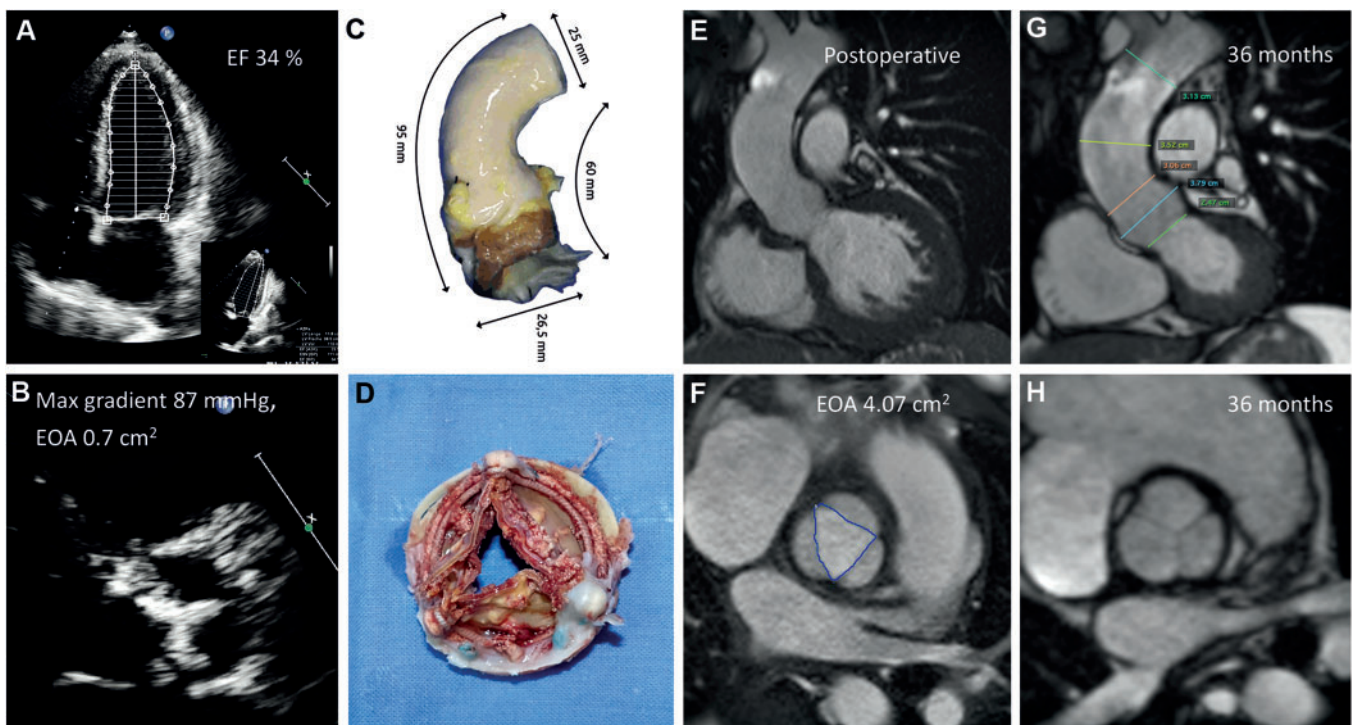 A
EF 34 %
B
Max gradient 87 mmHg,
EOA 0.7 cm²
C
25 mm
95 mm
60 mm
26,5 mm
D
E
Postoperative
F
EOA 4.07 cm²
G
36 months
3.13 cm
3.52 cm
3.06 cm
3.79 cm
2.47 cm
H
36 months